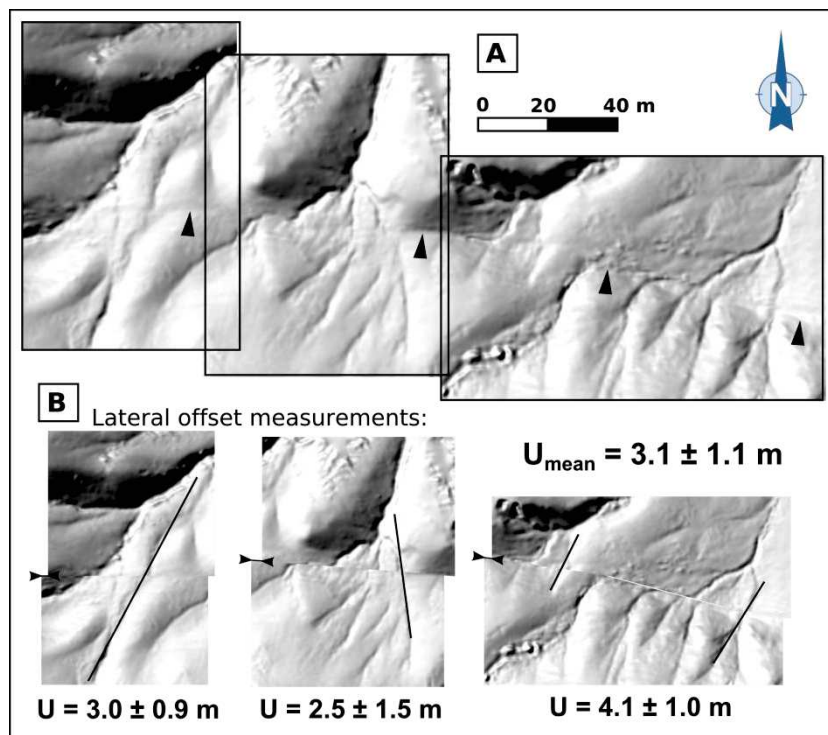 A
N
0 20 40 m
B
Lateral offset measurements:
Umean = 3.1 ± 1.1 m
U = 3.0 ± 0.9 m
U = 2.5 ± 1.5 m
U = 4.1 ± 1.0 m